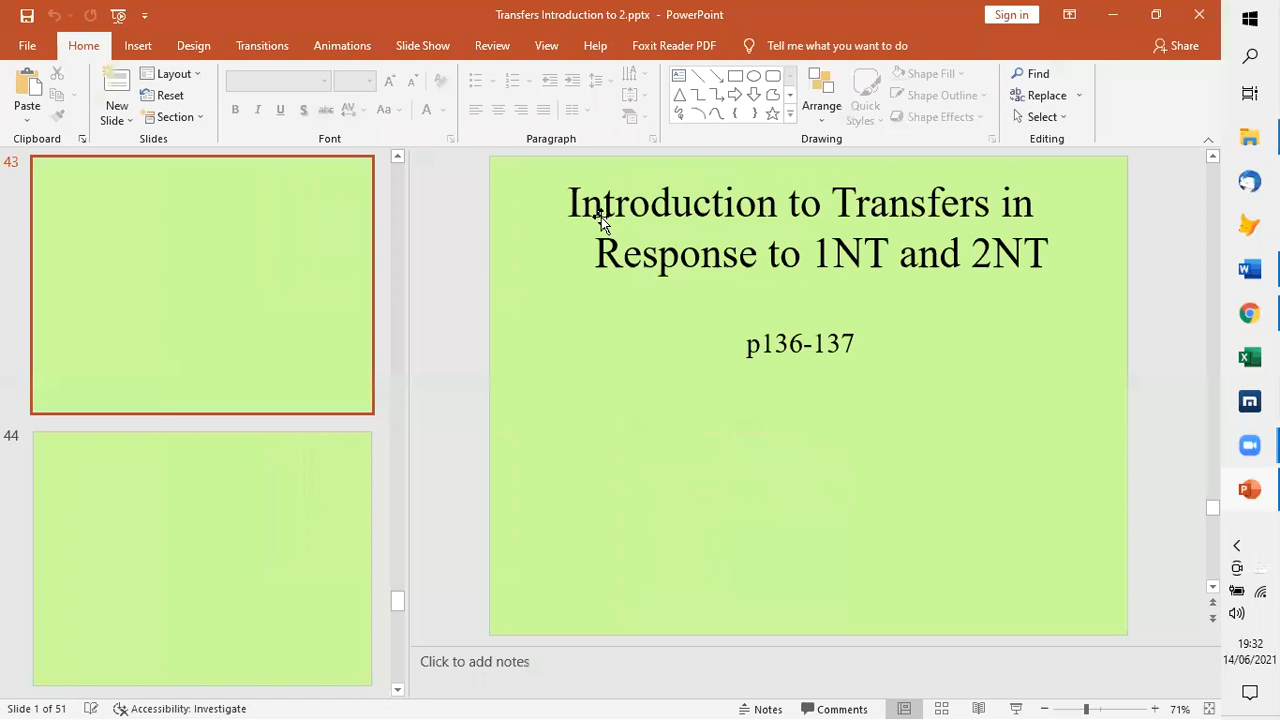 Transfers Introduction to 2.pptx - PowerPoint
Sign in
File Home Insert Design Transitions Animations Slide Show Review View Help Foxit Reader PDF Tell me what you want to do Share
Paste
Clipboard
New
Slide
Layout
Reset
Section
Slides
B I U S abc AV Aa A
Font
Paragraph
Arrange
Quick
Styles
Shape Fill
Shape Outline
Shape Effects
Drawing
Find
Replace
Select
Editing
43
44
Introduction to Transfers in
Response to 1NT and 2NT
p136-137
Click to add notes
Slide 1 of 51
Accessibility: Investigate
Notes
Comments
71%
19:32
14/06/2021